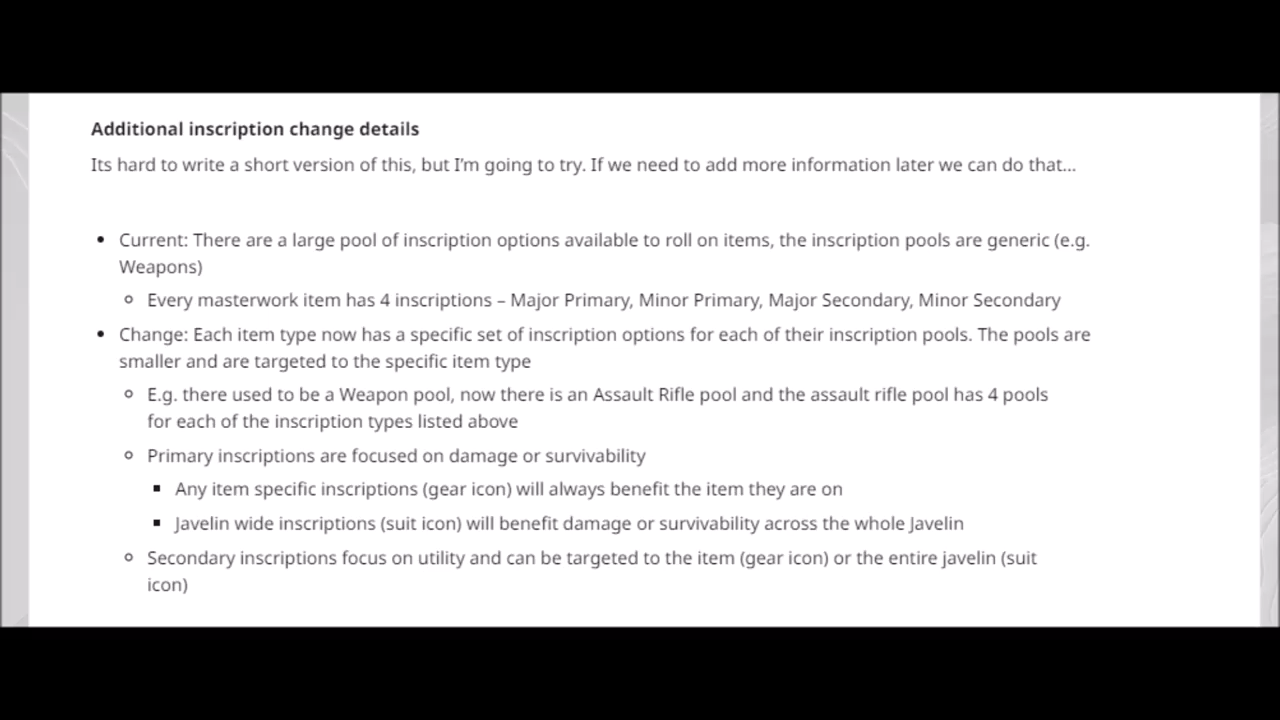 Additional inscription change details
Its hard to write a short version of this, but I'm going to try. If we need to add more information later we can do that...
Current: There are a large pool of inscription options available to roll on items, the inscription pools are generic (e.g.
Weapons)
Every masterwork item has 4 inscriptions – Major Primary, Minor Primary, Major Secondary, Minor Secondary
Change: Each item type now has a specific set of inscription options for each of their inscription pools. The pools are
smaller and are targeted to the specific item type
E.g. there used to be a Weapon pool, now there is an Assault Rifle pool and the assault rifle pool has 4 pools
for each of the inscription types listed above
Primary inscriptions are focused on damage or survivability
Any item specific inscriptions (gear icon) will always benefit the item they are on
Javelin wide inscriptions (suit icon) will benefit damage or survivability across the whole Javelin
Secondary inscriptions focus on utility and can be targeted to the item (gear icon) or the entire javelin (suit
icon)